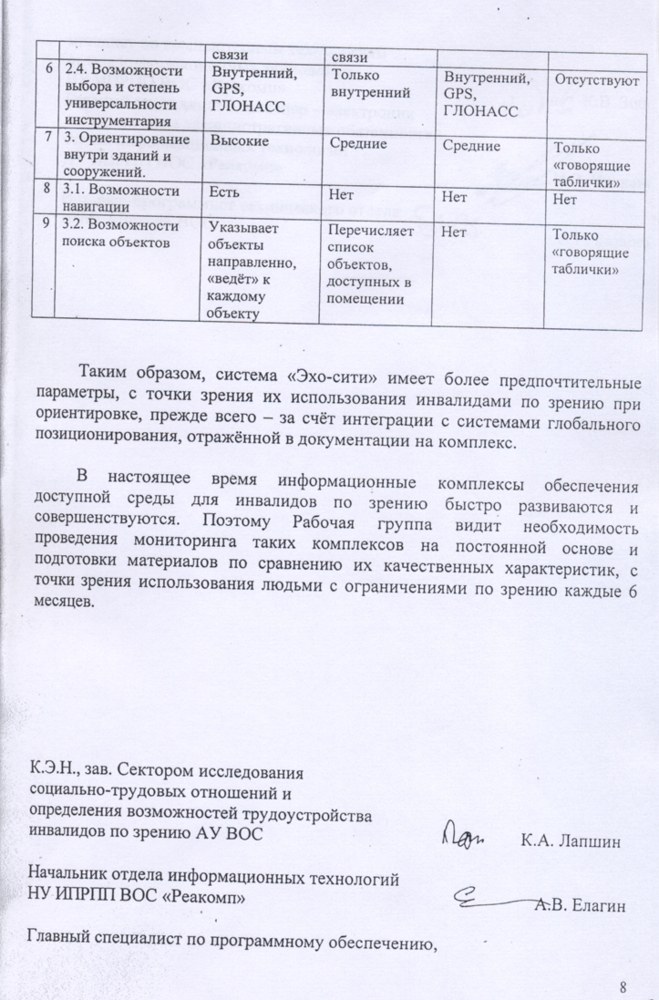 связи связи
6 2.4. Возможности Внутренний, Только Внутренний, Отсутствуют
выбора и степень GPS, внутренний GPS,
универсальности ГЛОНАСС ГЛОНАСС
инструментария
7 3. Ориентирование Высокие Средние Средние Только
внутри зданий и «говорящие
сооружений. таблички»
8 3.1. Возможности Есть Нет Нет Нет
навигации
9 3.2. Возможности Указывает Перечисляет Нет Только
поиска объектов объекты список «говорящие
направленно, объектов, таблички»
«ведёт» к доступных в
каждому помещении
объекту
Таким образом, система «Эхо-сити» имеет более предпочтительные
параметры, с точки зрения их использования инвалидами по зрению при
ориентировке, прежде всего – за счёт интеграции с системами глобального
позиционирования, отражённой в документации на комплекс.
В настоящее время информационные комплексы обеспечения
доступной среды для инвалидов по зрению быстро развиваются и
совершенствуются. Поэтому Рабочая группа видит необходимость
проведения мониторинга таких комплексов на постоянной основе и
подготовки материалов по сравнению их качественных характеристик, с
точки зрения использования людьми с ограничениями по зрению каждые 6
месяцев.
К.Э.Н., зав. Сектором исследования
социально-трудовых отношений и
определения возможностей трудоустройства
инвалидов по зрению АУ ВОС К.А. Лапшин
Начальник отдела информационных технологий
НУ ИПРПП ВОС «Реакомп» А.В. Елагин
Главный специалист по программному обеспечению,
8